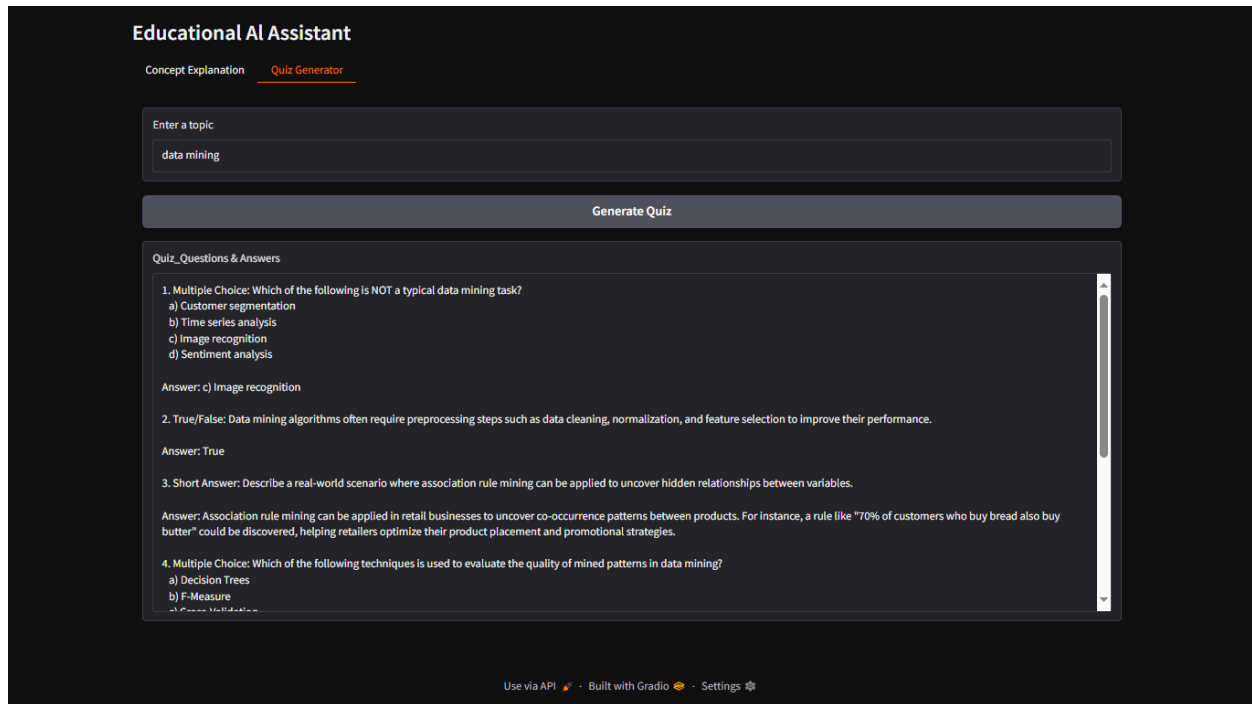 Educational AI Assistant
Concept Explanation Quiz Generator
Enter a topic
data mining
Generate Quiz
Quiz_Questions & Answers
1. Multiple Choice: Which of the following is NOT a typical data mining task?
a) Customer segmentation
b) Time series analysis
c) Image recognition
d) Sentiment analysis
Answer: c) Image recognition
2. True/False: Data mining algorithms often require preprocessing steps such as data cleaning, normalization, and feature selection to improve their performance.
Answer: True
3. Short Answer: Describe a real-world scenario where association rule mining can be applied to uncover hidden relationships between variables.
Answer: Association rule mining can be applied in retail businesses to uncover co-occurrence patterns between products. For instance, a rule like "70% of customers who buy bread also buy
butter" could be discovered, helping retailers optimize their product placement and promotional strategies.
4. Multiple Choice: Which of the following techniques is used to evaluate the quality of mined patterns in data mining?
a) Decision Trees
b) F-Measure
c) Cross-Validation
Use via API · Built with Gradio · Settings